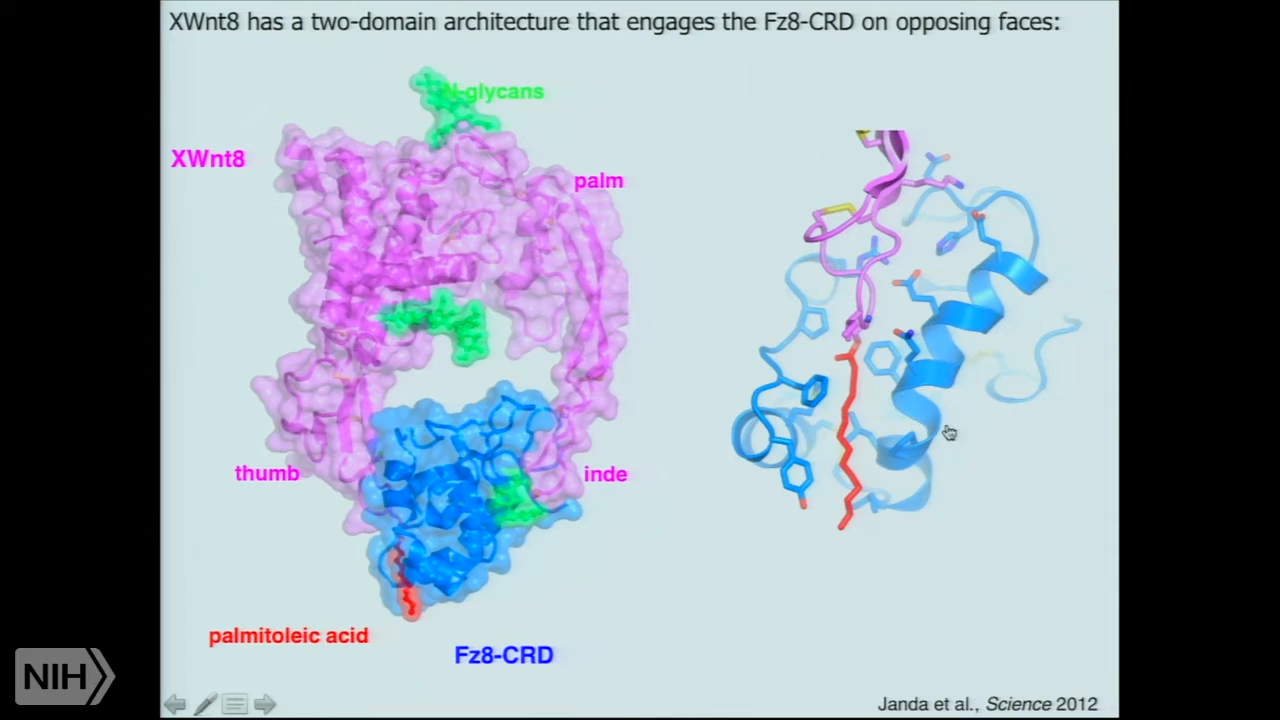 XWnt8 has a two-domain architecture that engages the Fz8-CRD on opposing faces:
N-glycans
XWnt8
palm
thumb
inde
palmitoleic acid
Fz8-CRD
NIH
Janda et al., Science 2012